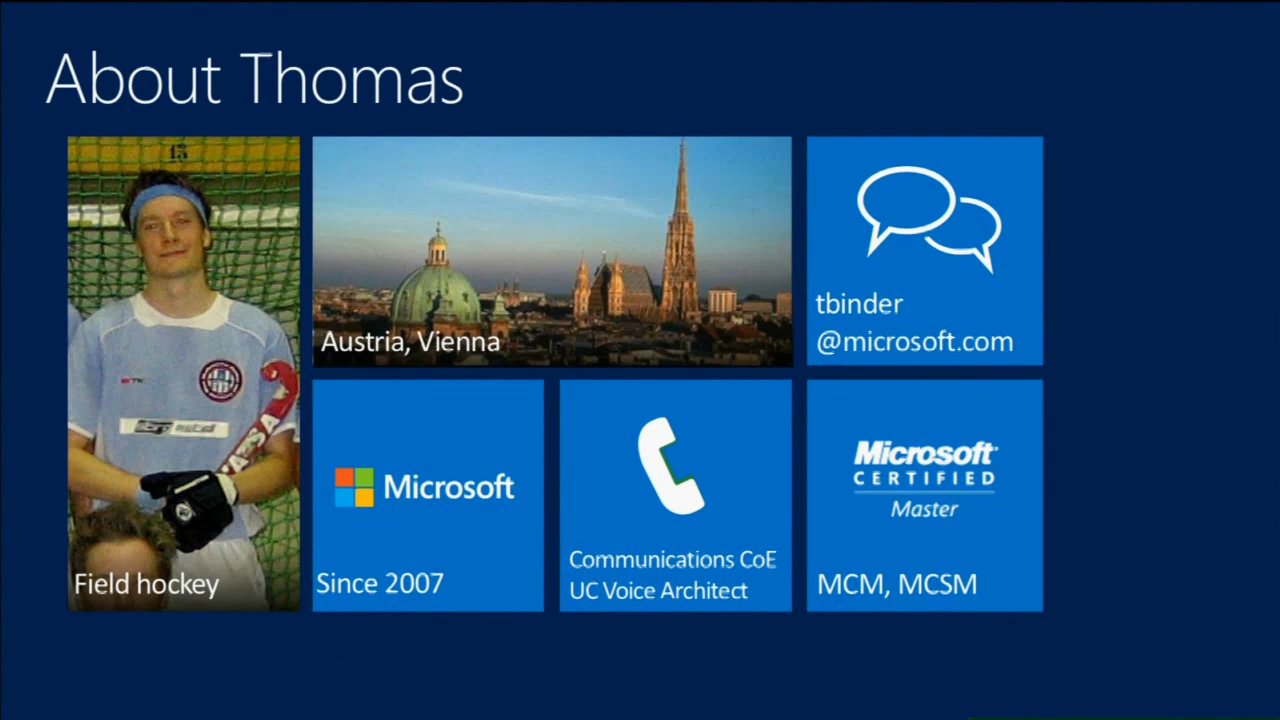 About Thomas
15
Field hockey
Austria, Vienna
tbinder
@microsoft.com
Microsoft
Since 2007
Communications CoE
UC Voice Architect
Microsoft
CERTIFIED
Master
MCM, MCSM